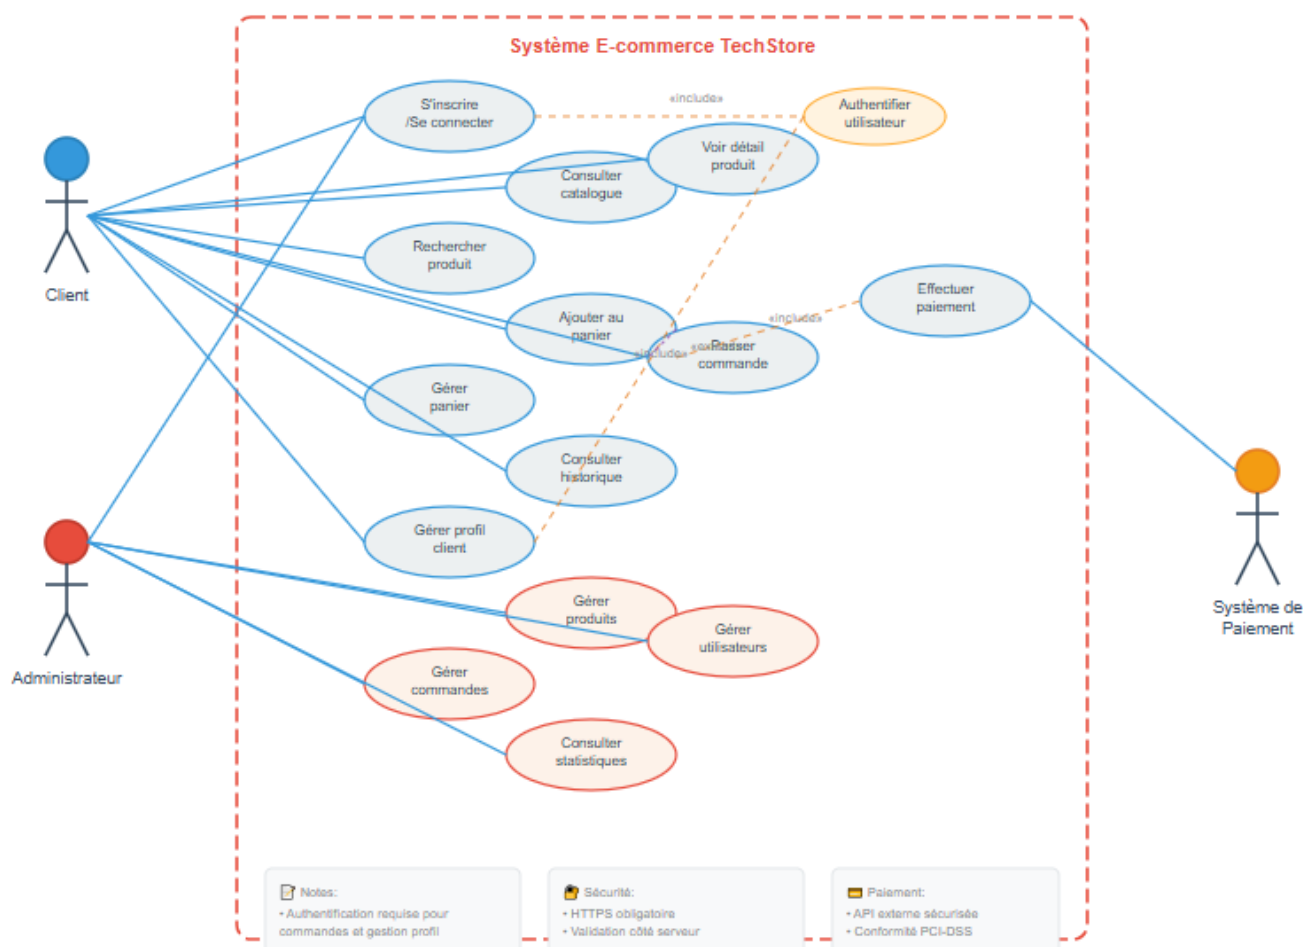 Système E-commerce TechStore
S'inscrire
/Se connecter
«include»
Authentifier
utilisateur
Voir détail
produit
Consulter
catalogue
Rechercher
produit
Client
Effectuer
paiement
Ajouter au
panier
«include»
«include»
Passer
commande
Gérer
panier
Consulter
historique
Gérer profil
client
Gérer
produits
Gérer
utilisateurs
Système de
Paiement
Administrateur
Gérer
commandes
Consulter
statistiques
Notes:
• Authentification requise pour
commandes et gestion profil
Sécurité:
• HTTPS obligatoire
• Validation côté serveur
Paiement:
• API externe sécurisée
• Conformité PCI-DSS